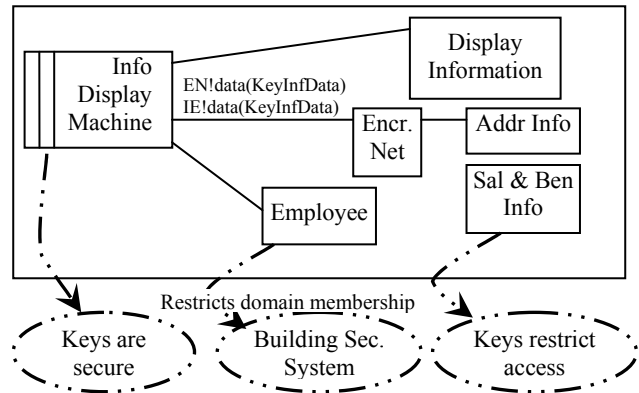 Info
Display
Machine
Display
Information
EN!data(KeyInfData)
IE!data(KeyInfData)
Encr.
Net
Addr Info
Sal & Ben
Info
Employee
Restricts domain membership
Keys are
secure
Building Sec.
System
Keys restrict
access